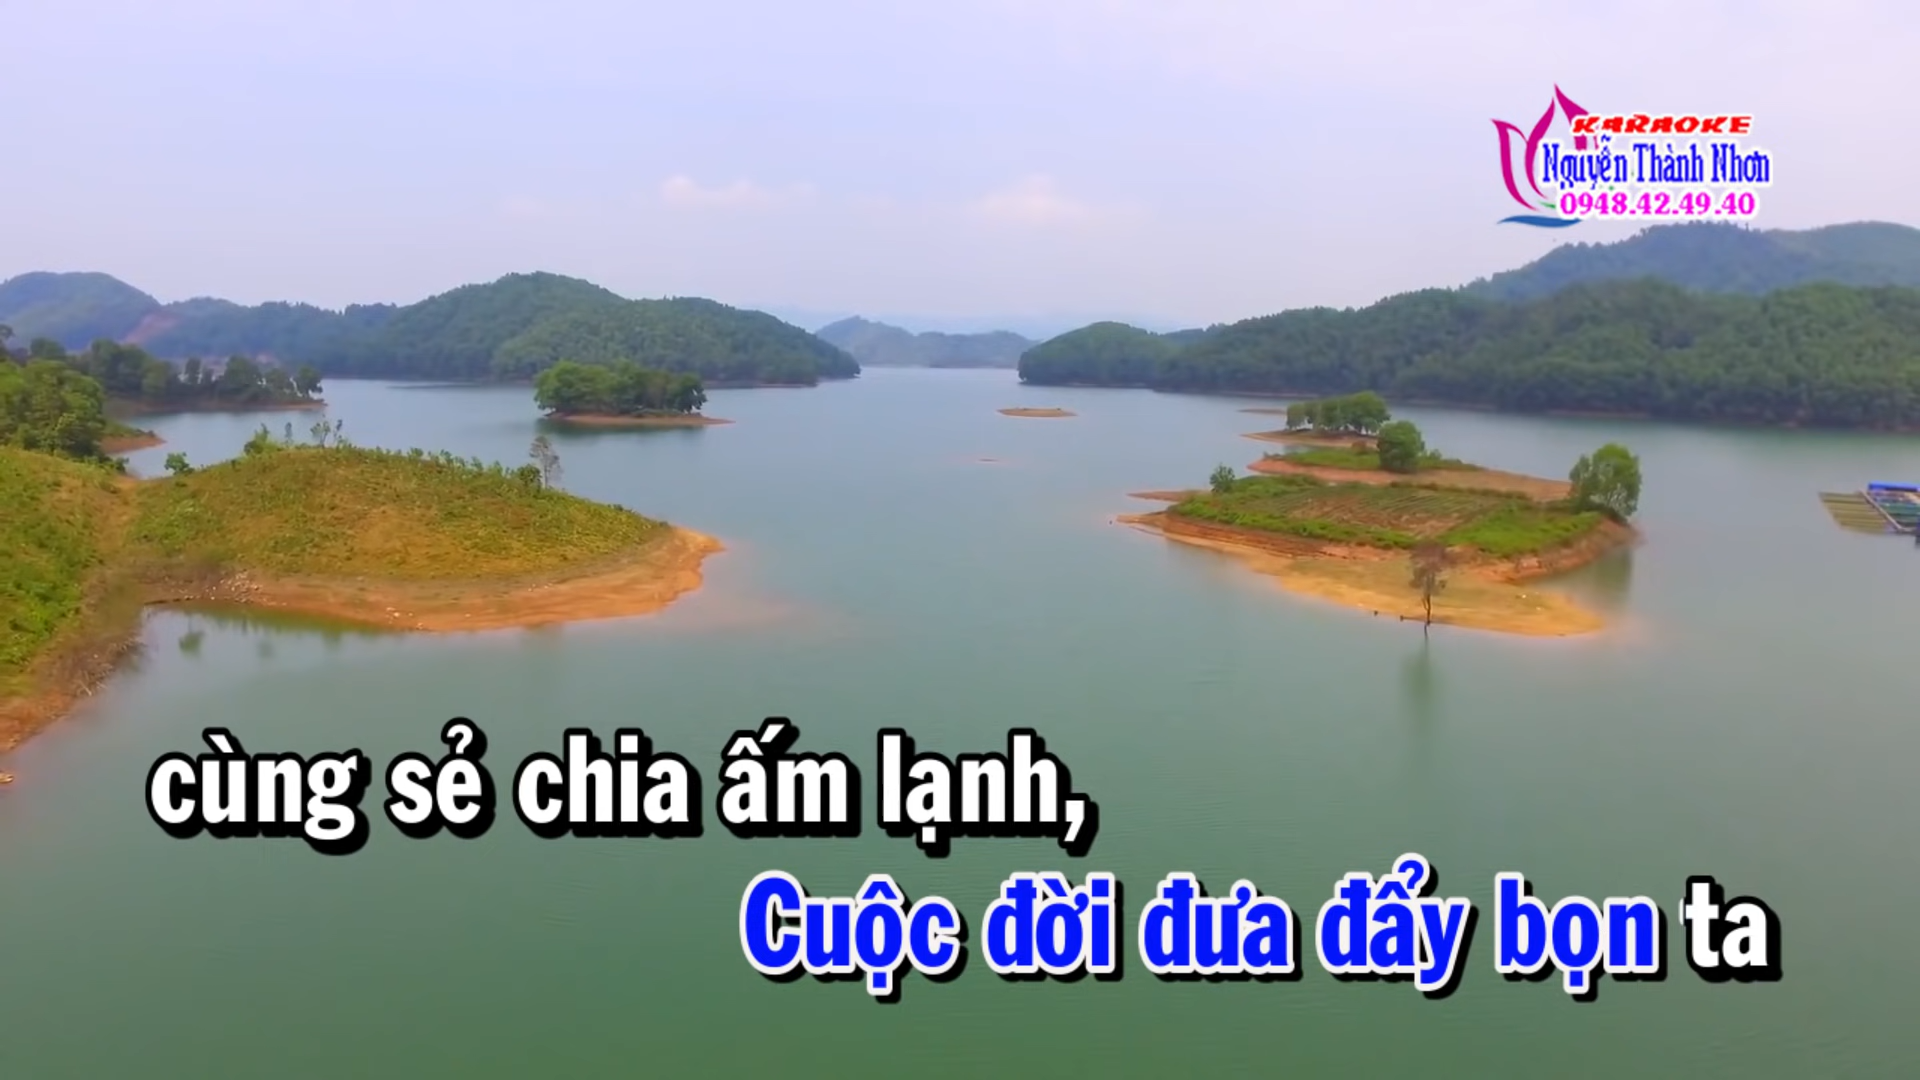 KARAOKE
Nguyễn Thành Nhơn
0948.42.49.40
cùng sẻ chia ấm lạnh,
Cuộc đời đưa đẩy bọn ta